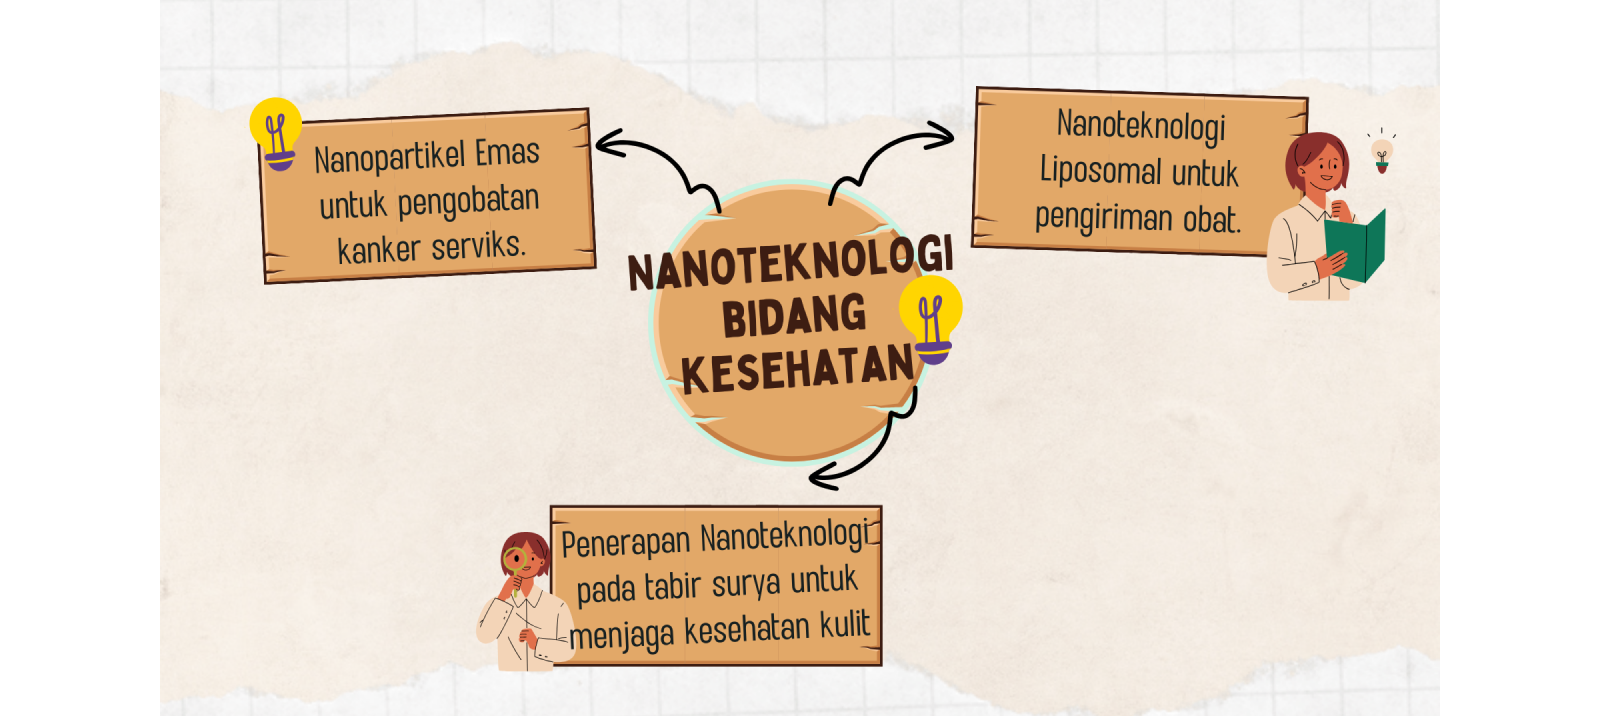 Nanopartikel Emas
untuk pengobatan
kanker serviks.
Nanoteknologi
Liposomal untuk
pengiriman obat.
NANOTEKNOLOGI
BIDANG
KESEHATAN
Penerapan Nanoteknologi
pada tabir surya untuk
menjaga kesehatan kulit